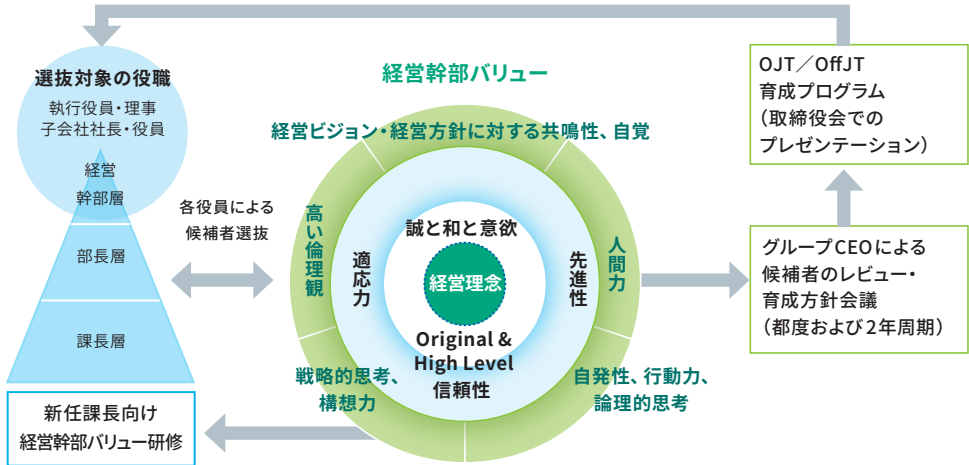 選抜対象の役職
執行役員・理事
子会社社長・役員
経営
幹部層
部長層
課長層
新任課長向け
経営幹部バリュー研修
各役員による
候補者選抜
経営幹部バリュー
経営ビジョン・経営方針に対する共鳴性、自覚
高い倫理観
適応力
誠と和と意欲
経営理念
Original &
High Level
信頼性
先進性
人間力
戦略的思考、
構想力
自発性、行動力、
論理的思考
OJT／OffJT
育成プログラム
（取締役会での
プレゼンテーション）
グループCEOによる
候補者のレビュー・
育成方針会議
（都度および2年周期）